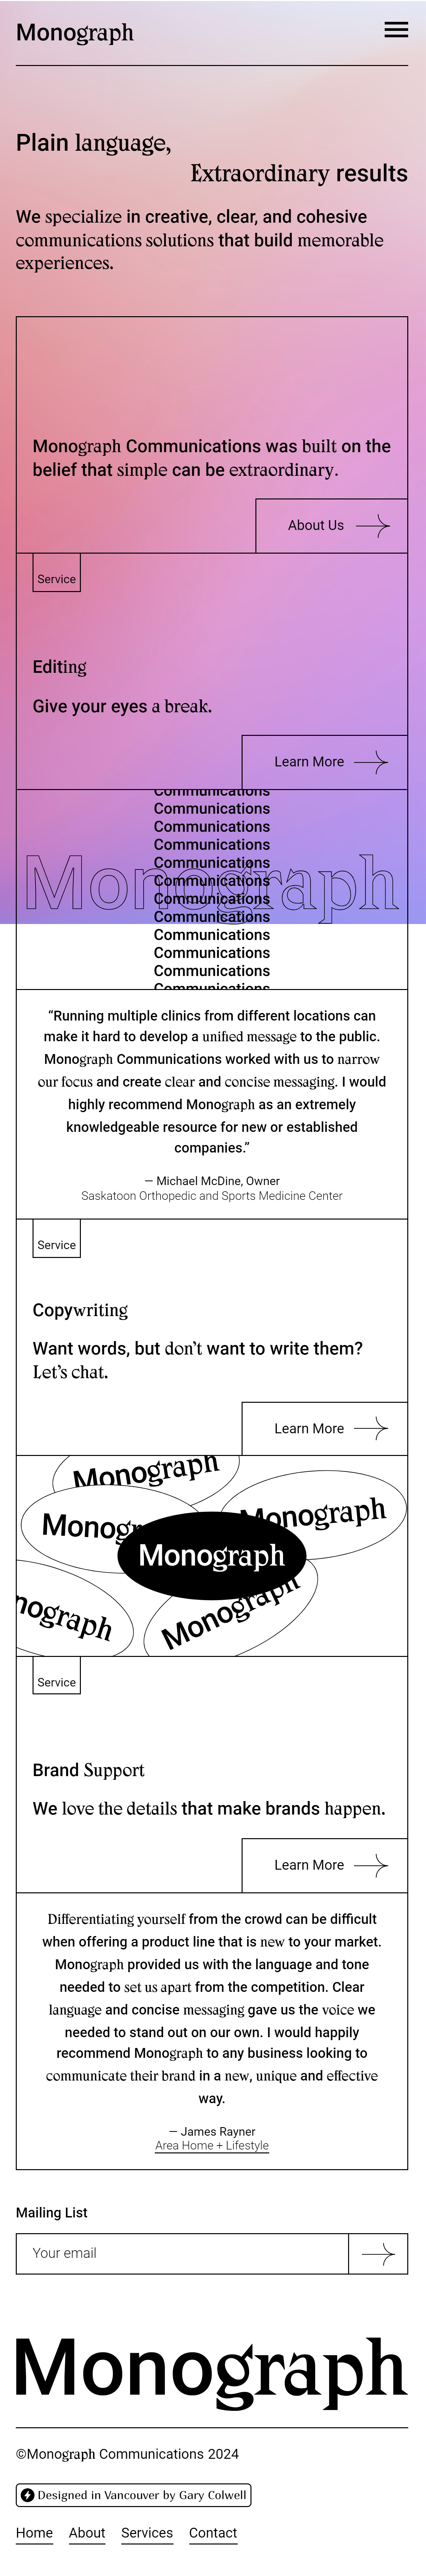 Monograph
Plain language,
Extraordinary results
We specialize in creative, clear, and cohesive
communications solutions that build memorable
experiences.
Monograph Communications was built on the
belief that simple can be extraordinary.
About Us
Service
Editing
Give your eyes a break.
Learn More
Communications
Communications
Communications
Communications
Communications
Communications
Communications
Communications
Communications
Communications
Communications
Communications
Monograph
“Running multiple clinics from different locations can
make it hard to develop a unified message to the public.
Monograph Communications worked with us to narrow
our focus and create clear and concise messaging. I would
highly recommend Monograph as an extremely
knowledgeable resource for new or established
companies.”
— Michael McDine, Owner
Saskatoon Orthopedic and Sports Medicine Center
Service
Copywriting
Want words, but don’t want to write them?
Let’s chat.
Learn More
Monograph
Monograph
Monograph
Monograph
nograph
Monograph
Service
Brand Support
We love the details that make brands happen.
Learn More
Differentiating yourself from the crowd can be difficult
when offering a product line that is new to your market.
Monograph provided us with the language and tone
needed to set us apart from the competition. Clear
language and concise messaging gave us the voice we
needed to stand out on our own. I would happily
recommend Monograph to any business looking to
communicate their brand in a new, unique and effective
way.
— James Rayner
Area Home + Lifestyle
Mailing List
Your email
Monograph
©Monograph Communications 2024
Designed in Vancouver by Gary Colwell
Home About Services Contact